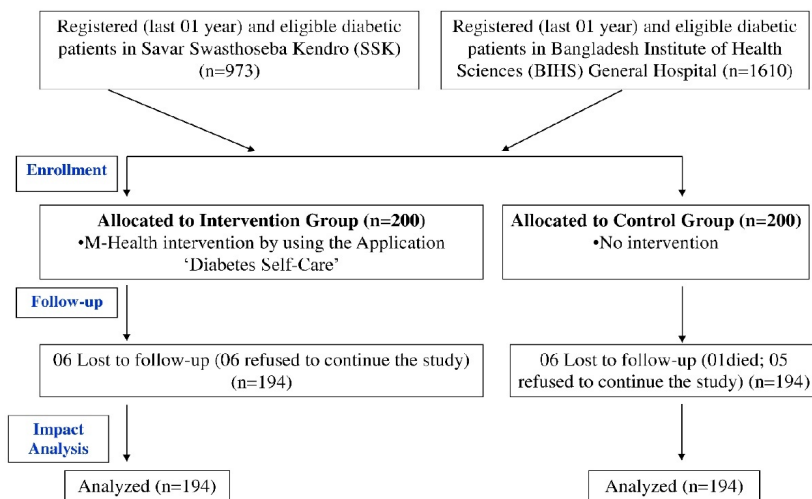 Registered (last 01 year) and eligible diabetic
patients in Savar Swasthoseba Kendro (SSK)
(n=973)
Registered (last 01 year) and eligible diabetic
patients in Bangladesh Institute of Health
Sciences (BIHS) General Hospital (n=1610)
Enrollment
Allocated to Intervention Group (n=200)
•M-Health intervention by using the Application
‘Diabetes Self-Care’
Allocated to Control Group (n=200)
•No intervention
Follow-up
06 Lost to follow-up (06 refused to continue the study)
(n=194)
06 Lost to follow-up (01died; 05
refused to continue the study) (n=194)
Impact
Analysis
Analyzed (n=194)
Analyzed (n=194)